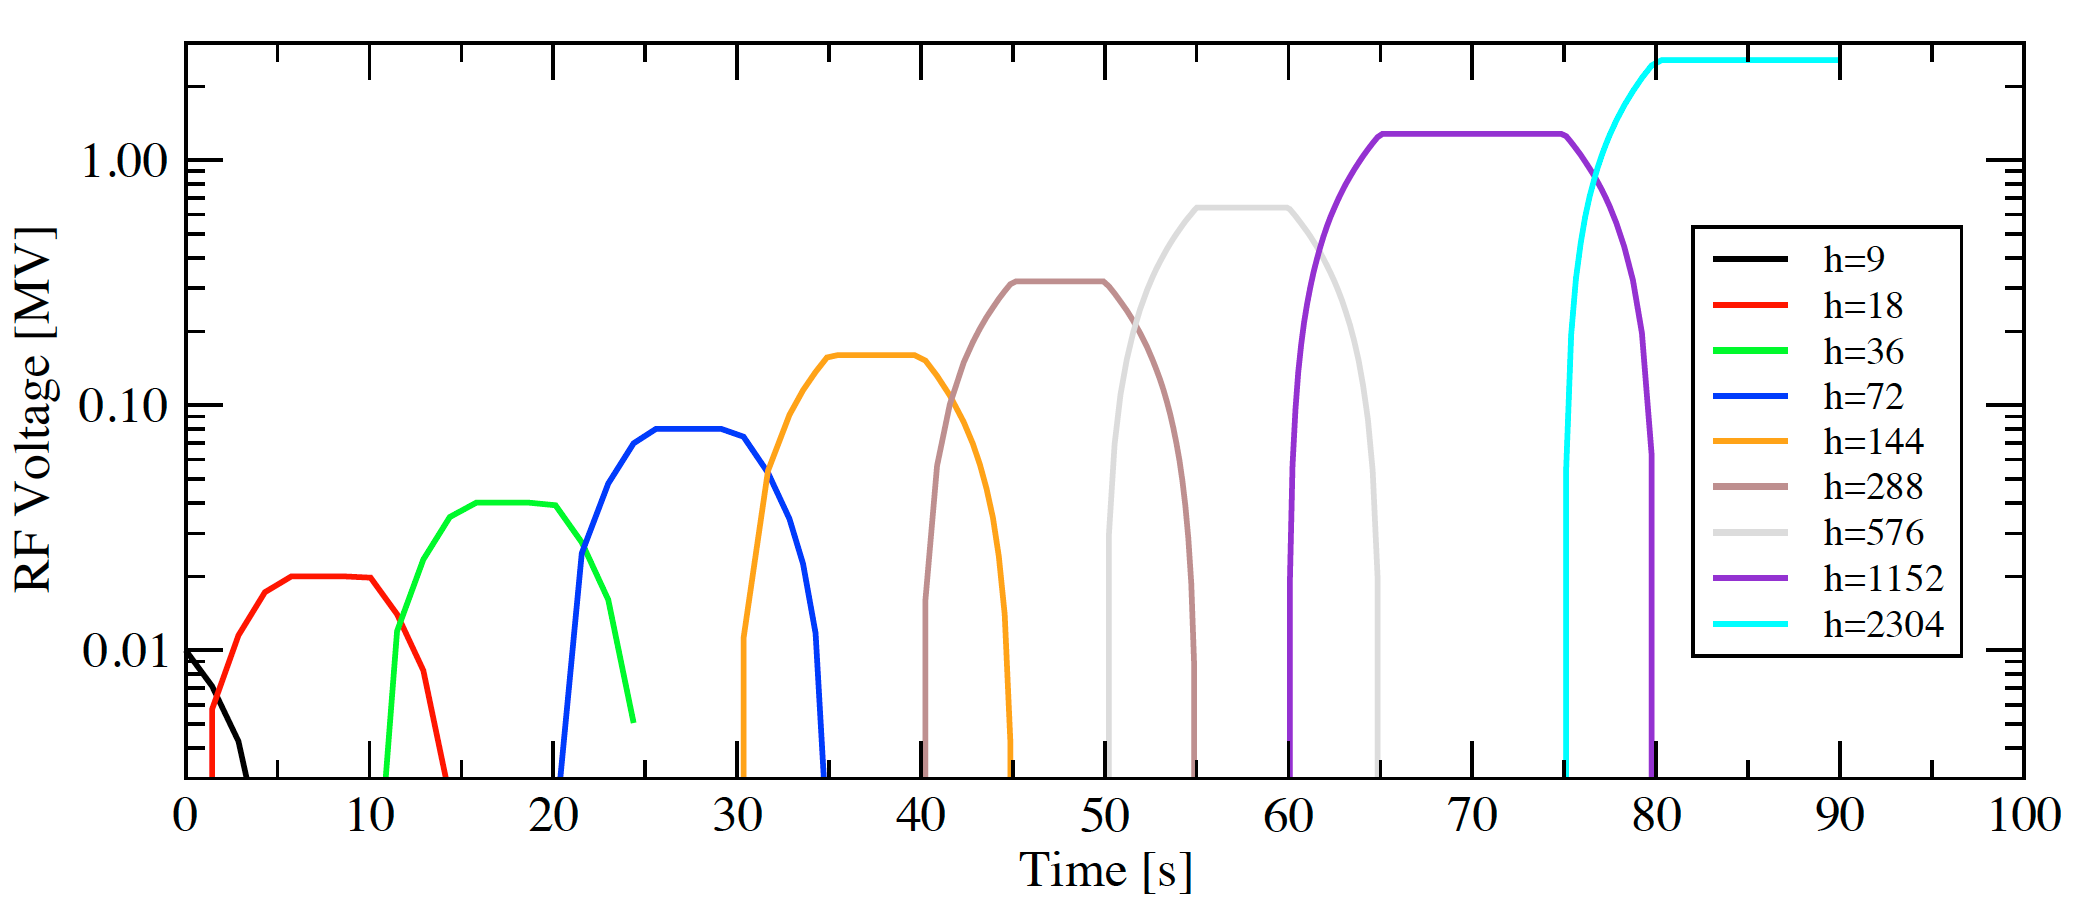 RF Voltage [MV]
1.00
0.10
0.01
h=9
h=18
h=36
h=72
h=144
h=288
h=576
h=1152
h=2304
0 10 20 30 40 50 60 70 80 90 100
Time [s]